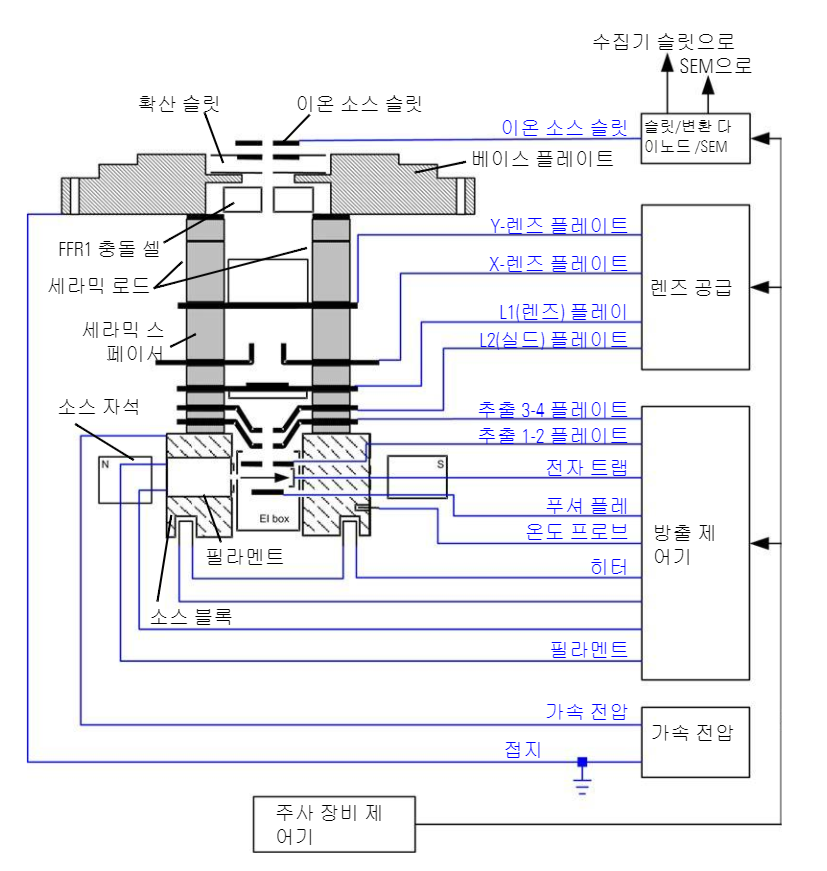 수집기 슬릿으로
SEM으로
확산 슬릿
이온 소스 슬릿
이온 소스 슬릿
슬릿/변환 다
이노드 /SEM
베이스 플레이트
FFR1 충돌 셀
세라믹 로드
Y-렌즈 플레이트
X-렌즈 플레이트
렌즈 공급
L1(렌즈) 플레이
L2(실드) 플레이트
세라믹 스
페이서
소스 자석
추출 3-4 플레이트
추출 1-2 플레이트
N
S
전자 트랩
푸셔 플레
EI box
온도 프로브
방출 제
어기
필라멘트
히터
소스 블록
필라멘트
가속 전압
가속 전압
접지
주사 장비 제
어기